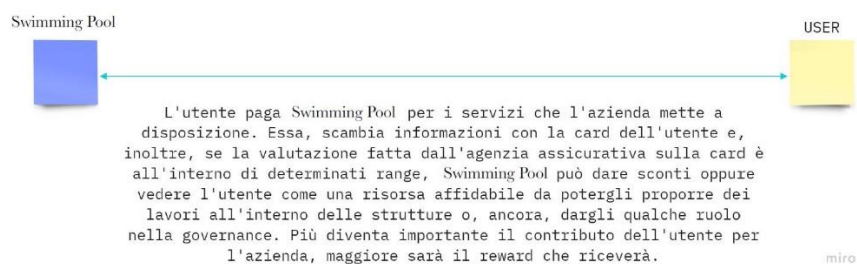 Swimming Pool
USER
L'utente paga Swimming Pool per i servizi che l'azienda mette a
disposizione. Essa, scambia informazioni con la card dell'utente e,
inoltre, se la valutazione fatta dall'agenzia assicurativa sulla card è
all'interno di determinati range, Swimming Pool può dare sconti oppure
vedere l'utente come una risorsa affidabile da potergli proporre dei
lavori all'interno delle strutture o, ancora, dargli qualche ruolo
nella governance. Più diventa importante il contributo dell'utente per
l'azienda, maggiore sarà il reward che riceverà.
miro